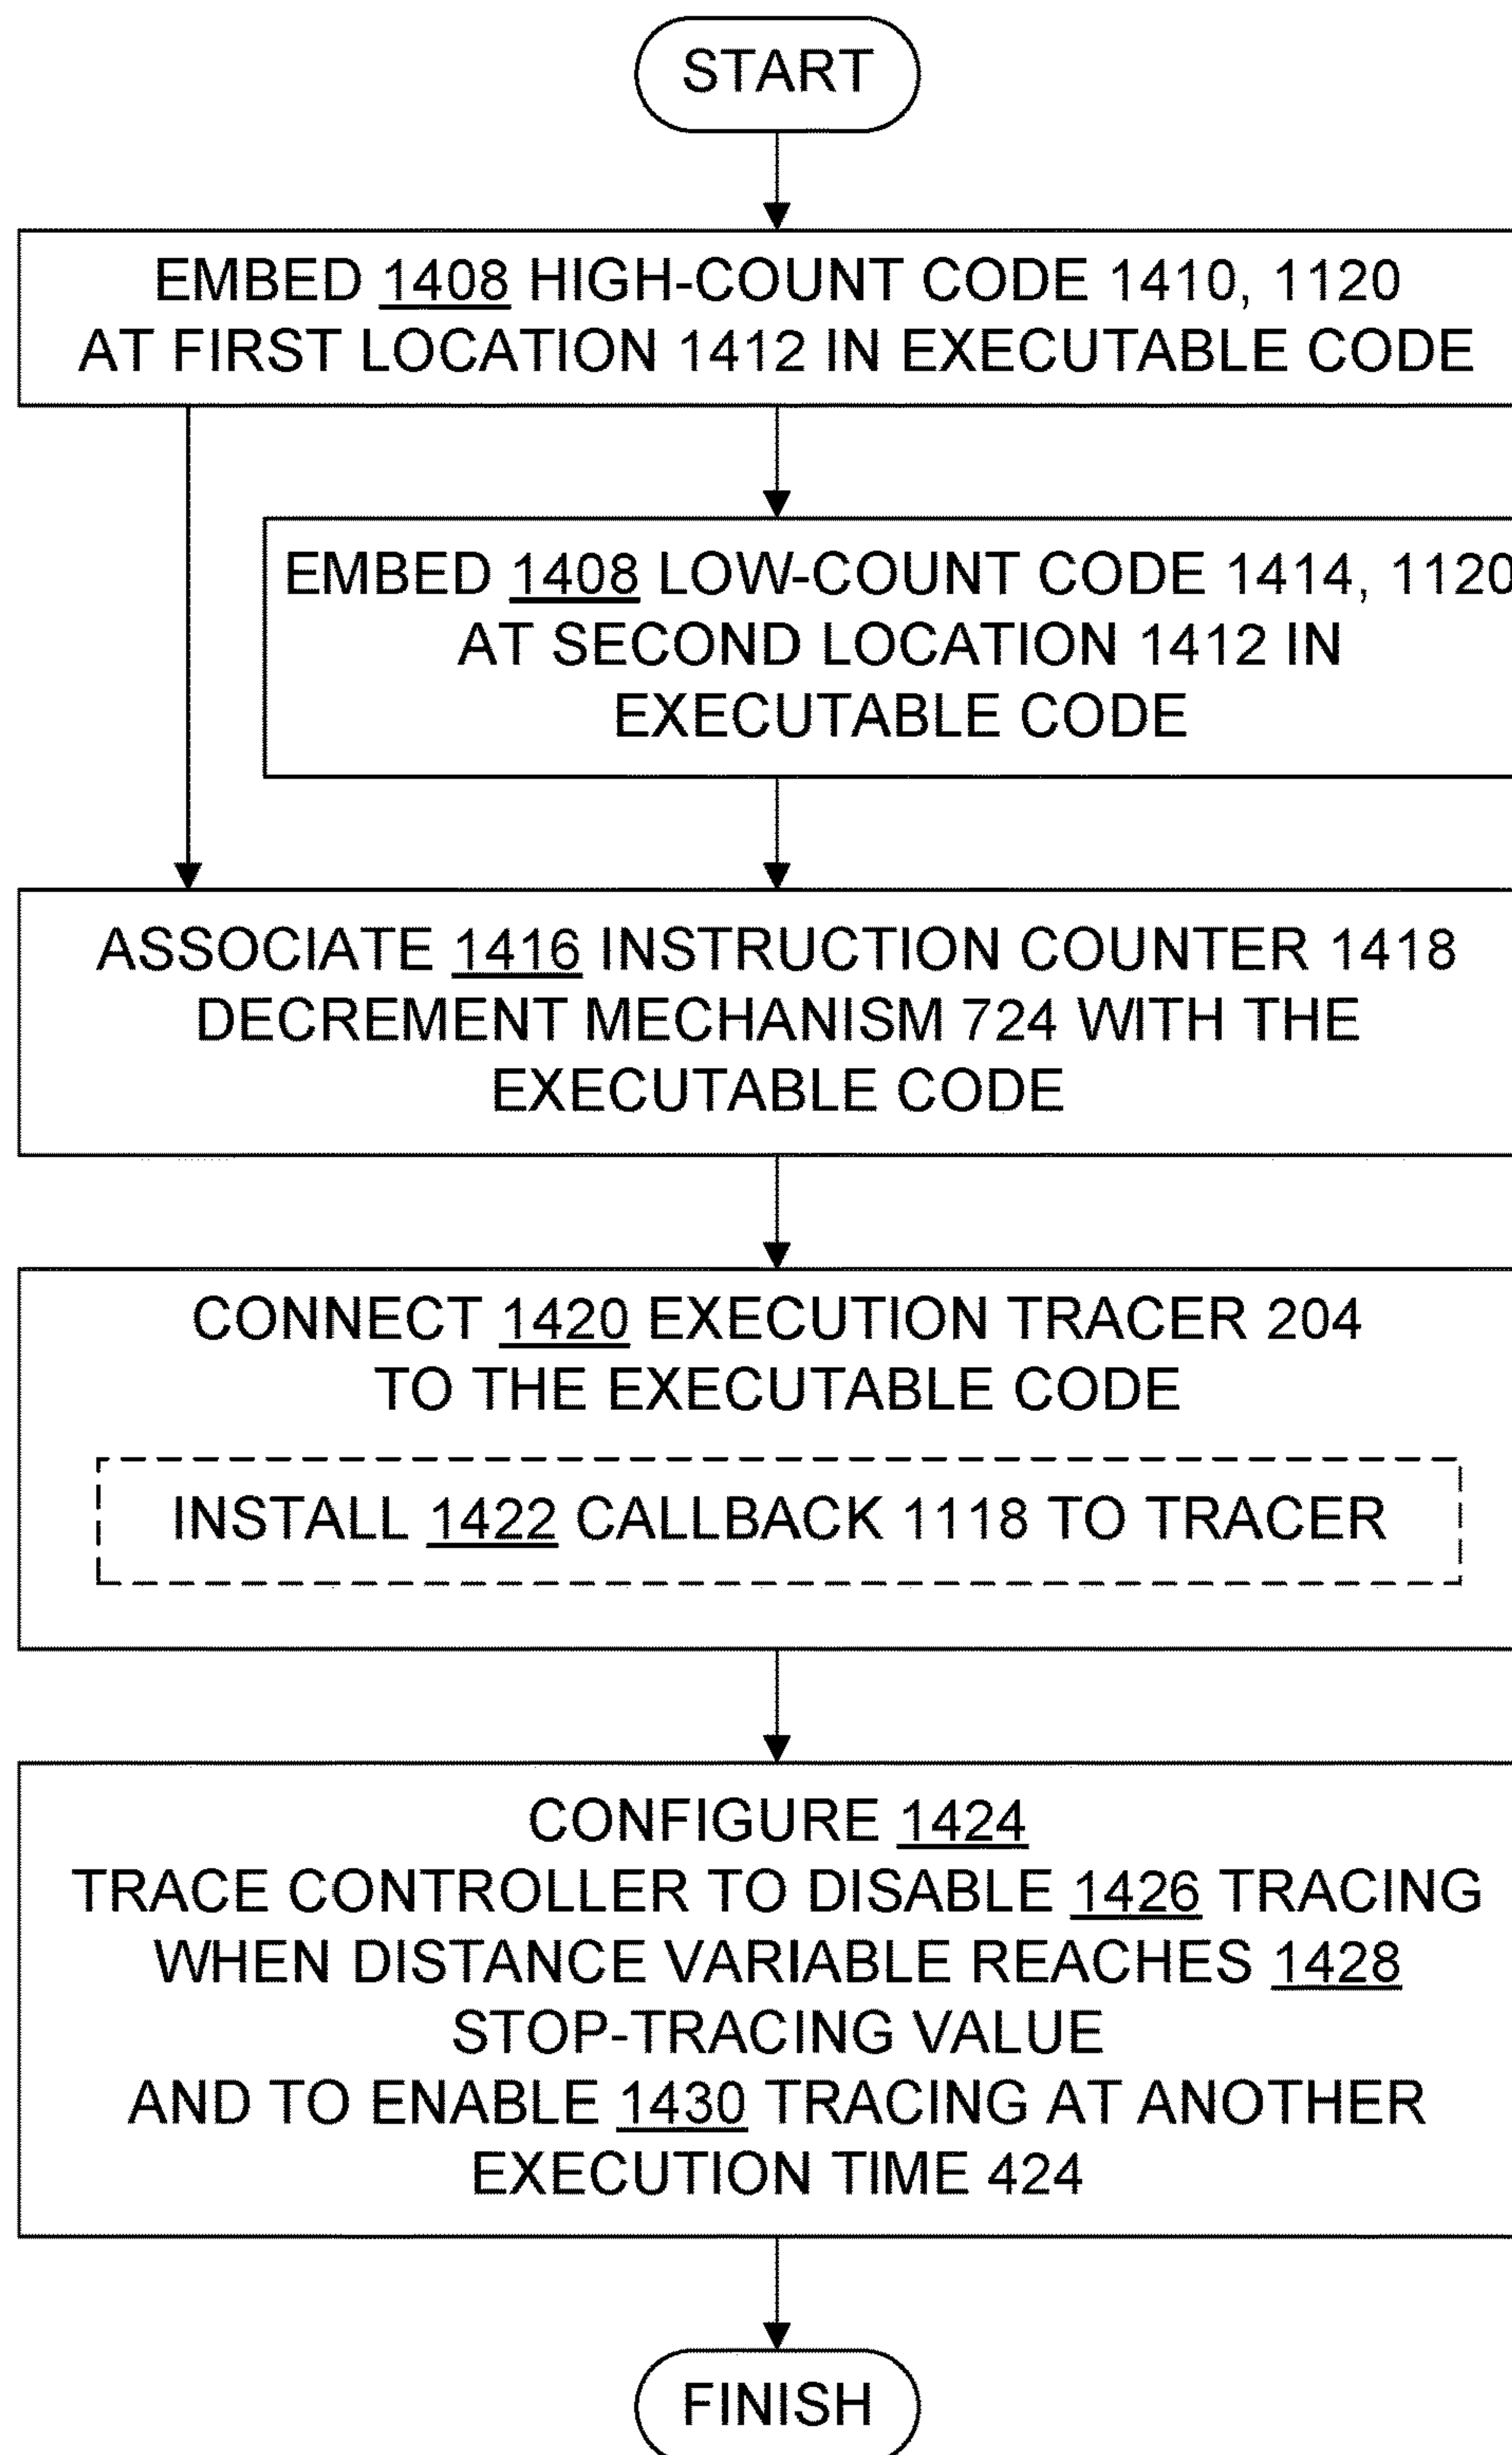 START
EMBED 1408 HIGH-COUNT CODE 1410, 1120
AT FIRST LOCATION 1412 IN EXECUTABLE CODE
EMBED 1408 LOW-COUNT CODE 1414, 1120
AT SECOND LOCATION 1412 IN
EXECUTABLE CODE
ASSOCIATE 1416 INSTRUCTION COUNTER 1418
DECREMENT MECHANISM 724 WITH THE
EXECUTABLE CODE
CONNECT 1420 EXECUTION TRACER 204
TO THE EXECUTABLE CODE
INSTALL 1422 CALLBACK 1118 TO TRACER
CONFIGURE 1424
TRACE CONTROLLER TO DISABLE 1426 TRACING
WHEN DISTANCE VARIABLE REACHES 1428
STOP-TRACING VALUE
AND TO ENABLE 1430 TRACING AT ANOTHER
EXECUTION TIME 424
FINISH